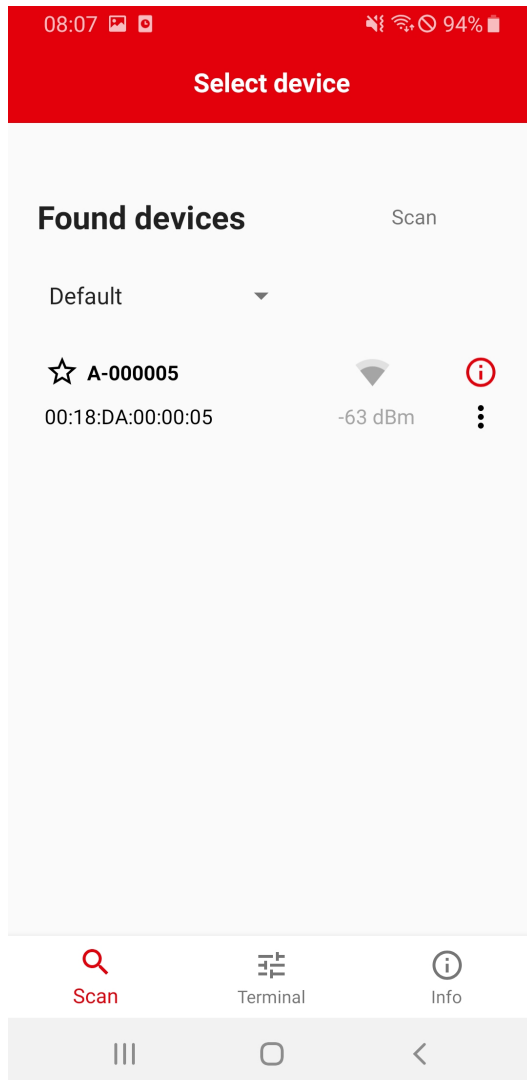 08:07 94%
Select device
Found devices Scan
Default
A-000005
00:18:DA:00:00:05 -63 dBm
Scan Terminal Info